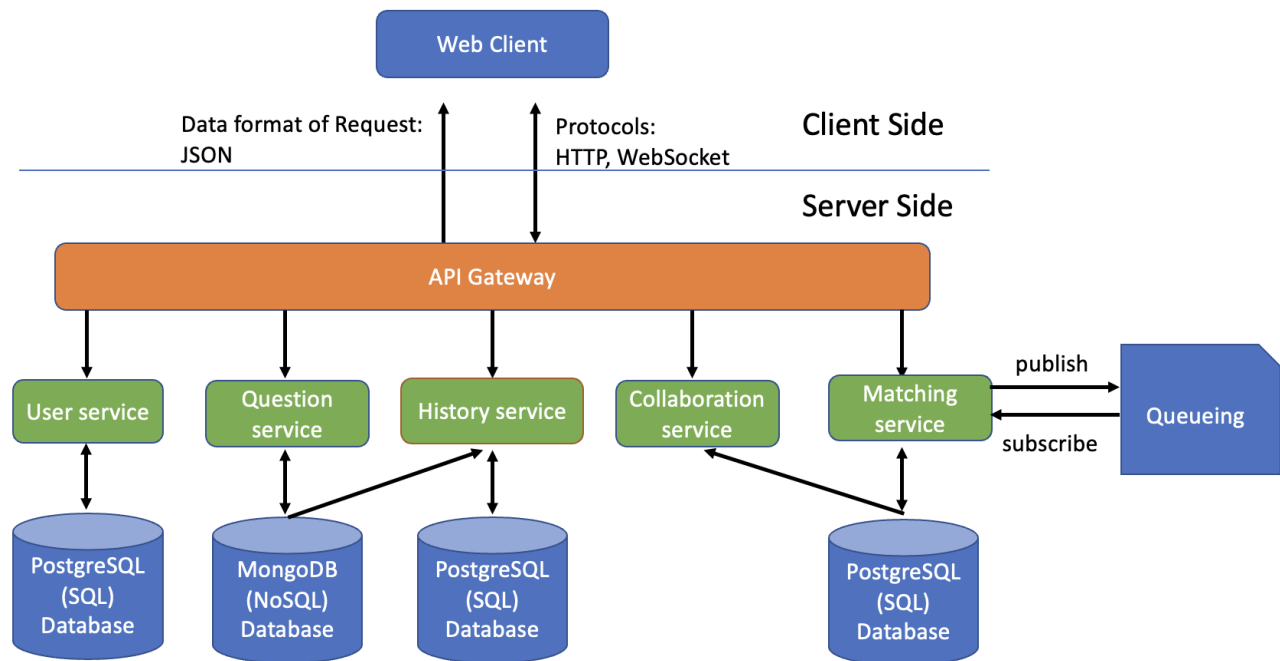 Web Client
Data format of Request:
JSON
Protocols:
HTTP, WebSocket
Client Side
Server Side
API Gateway
User service
Question
service
History service
Collaboration
service
Matching
service
publish
subscribe
Queueing
PostgreSQL
(SQL)
Database
MongoDB
(NoSQL)
Database
PostgreSQL
(SQL)
Database
PostgreSQL
(SQL)
Database